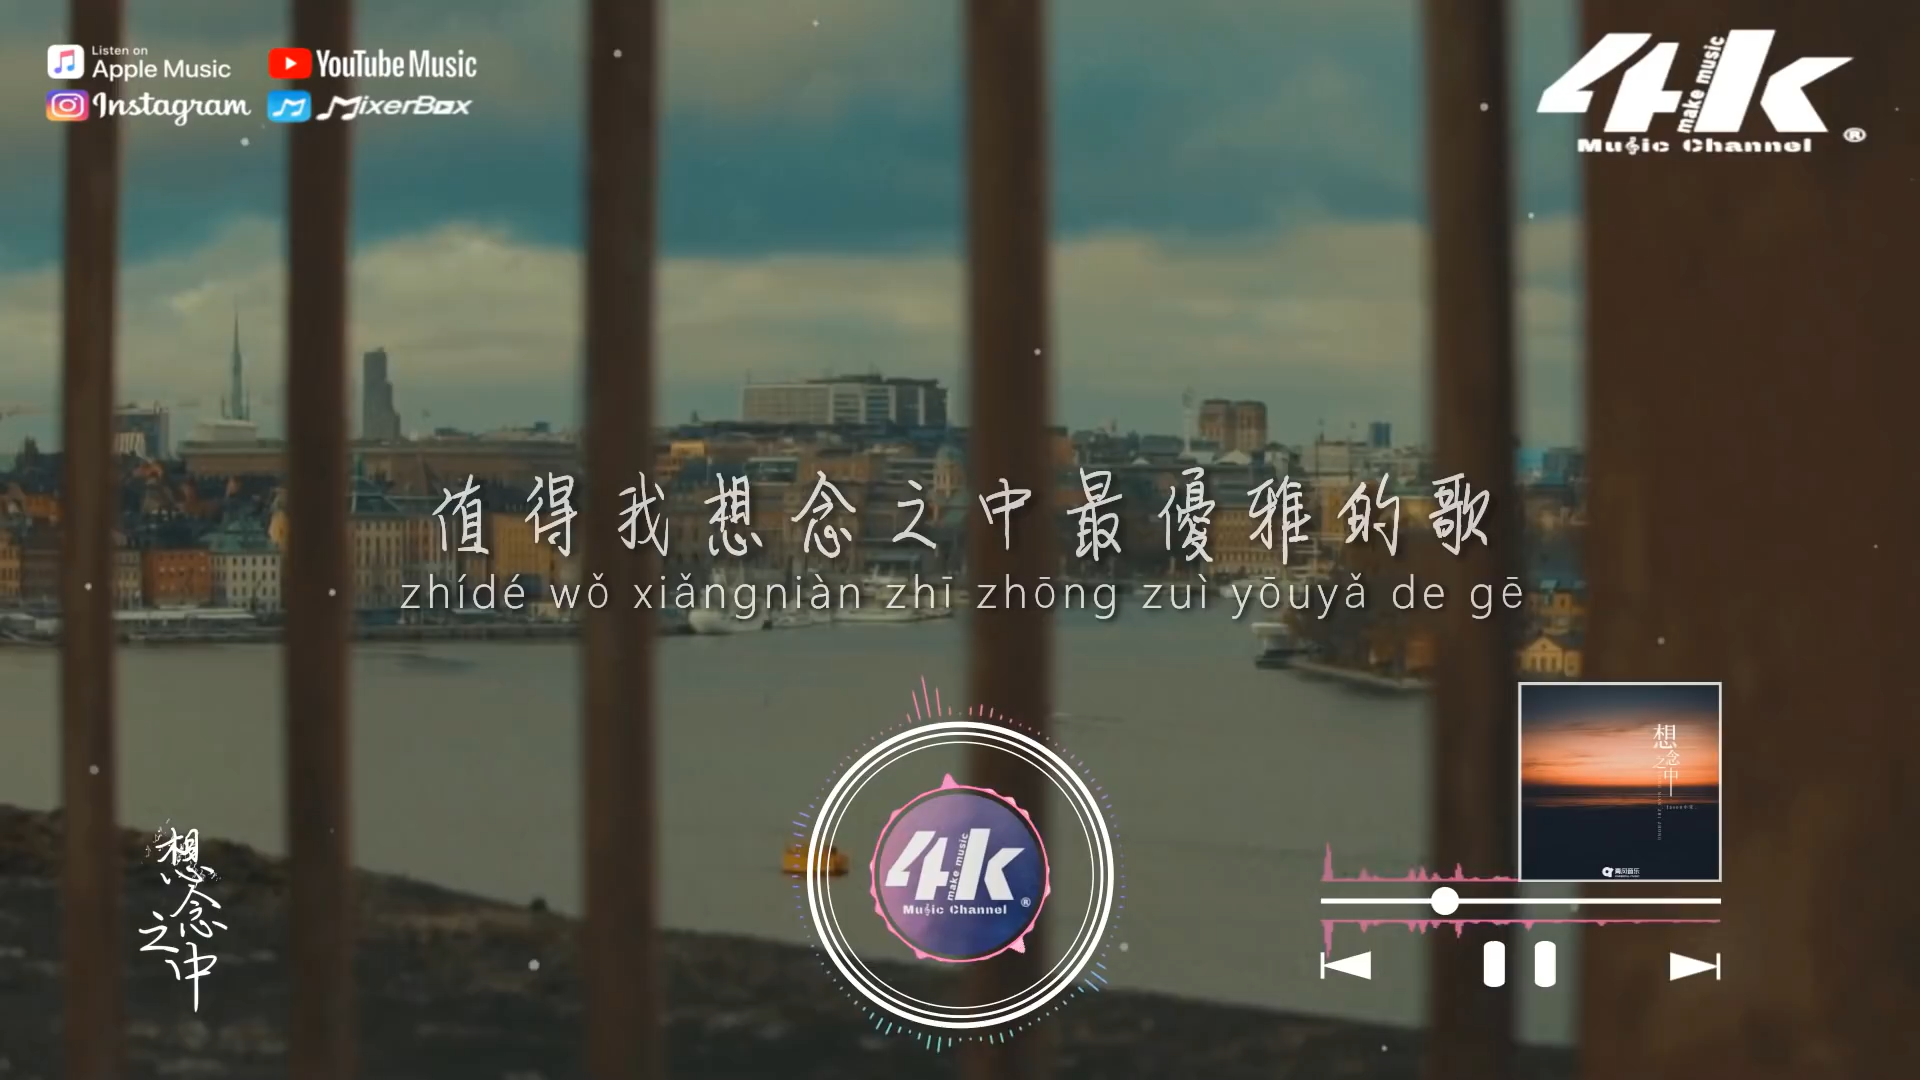 Listen on
Apple Music
YouTube Music
Instagram
MixerBox
4k make music
Music Channel ®
值得我想念之中最優雅的歌
zhídé wǒ xiǎngniàn zhī zhōng zuì yōuyǎ de gē
想念之中
4k make music
Music Channel ®
想念之中